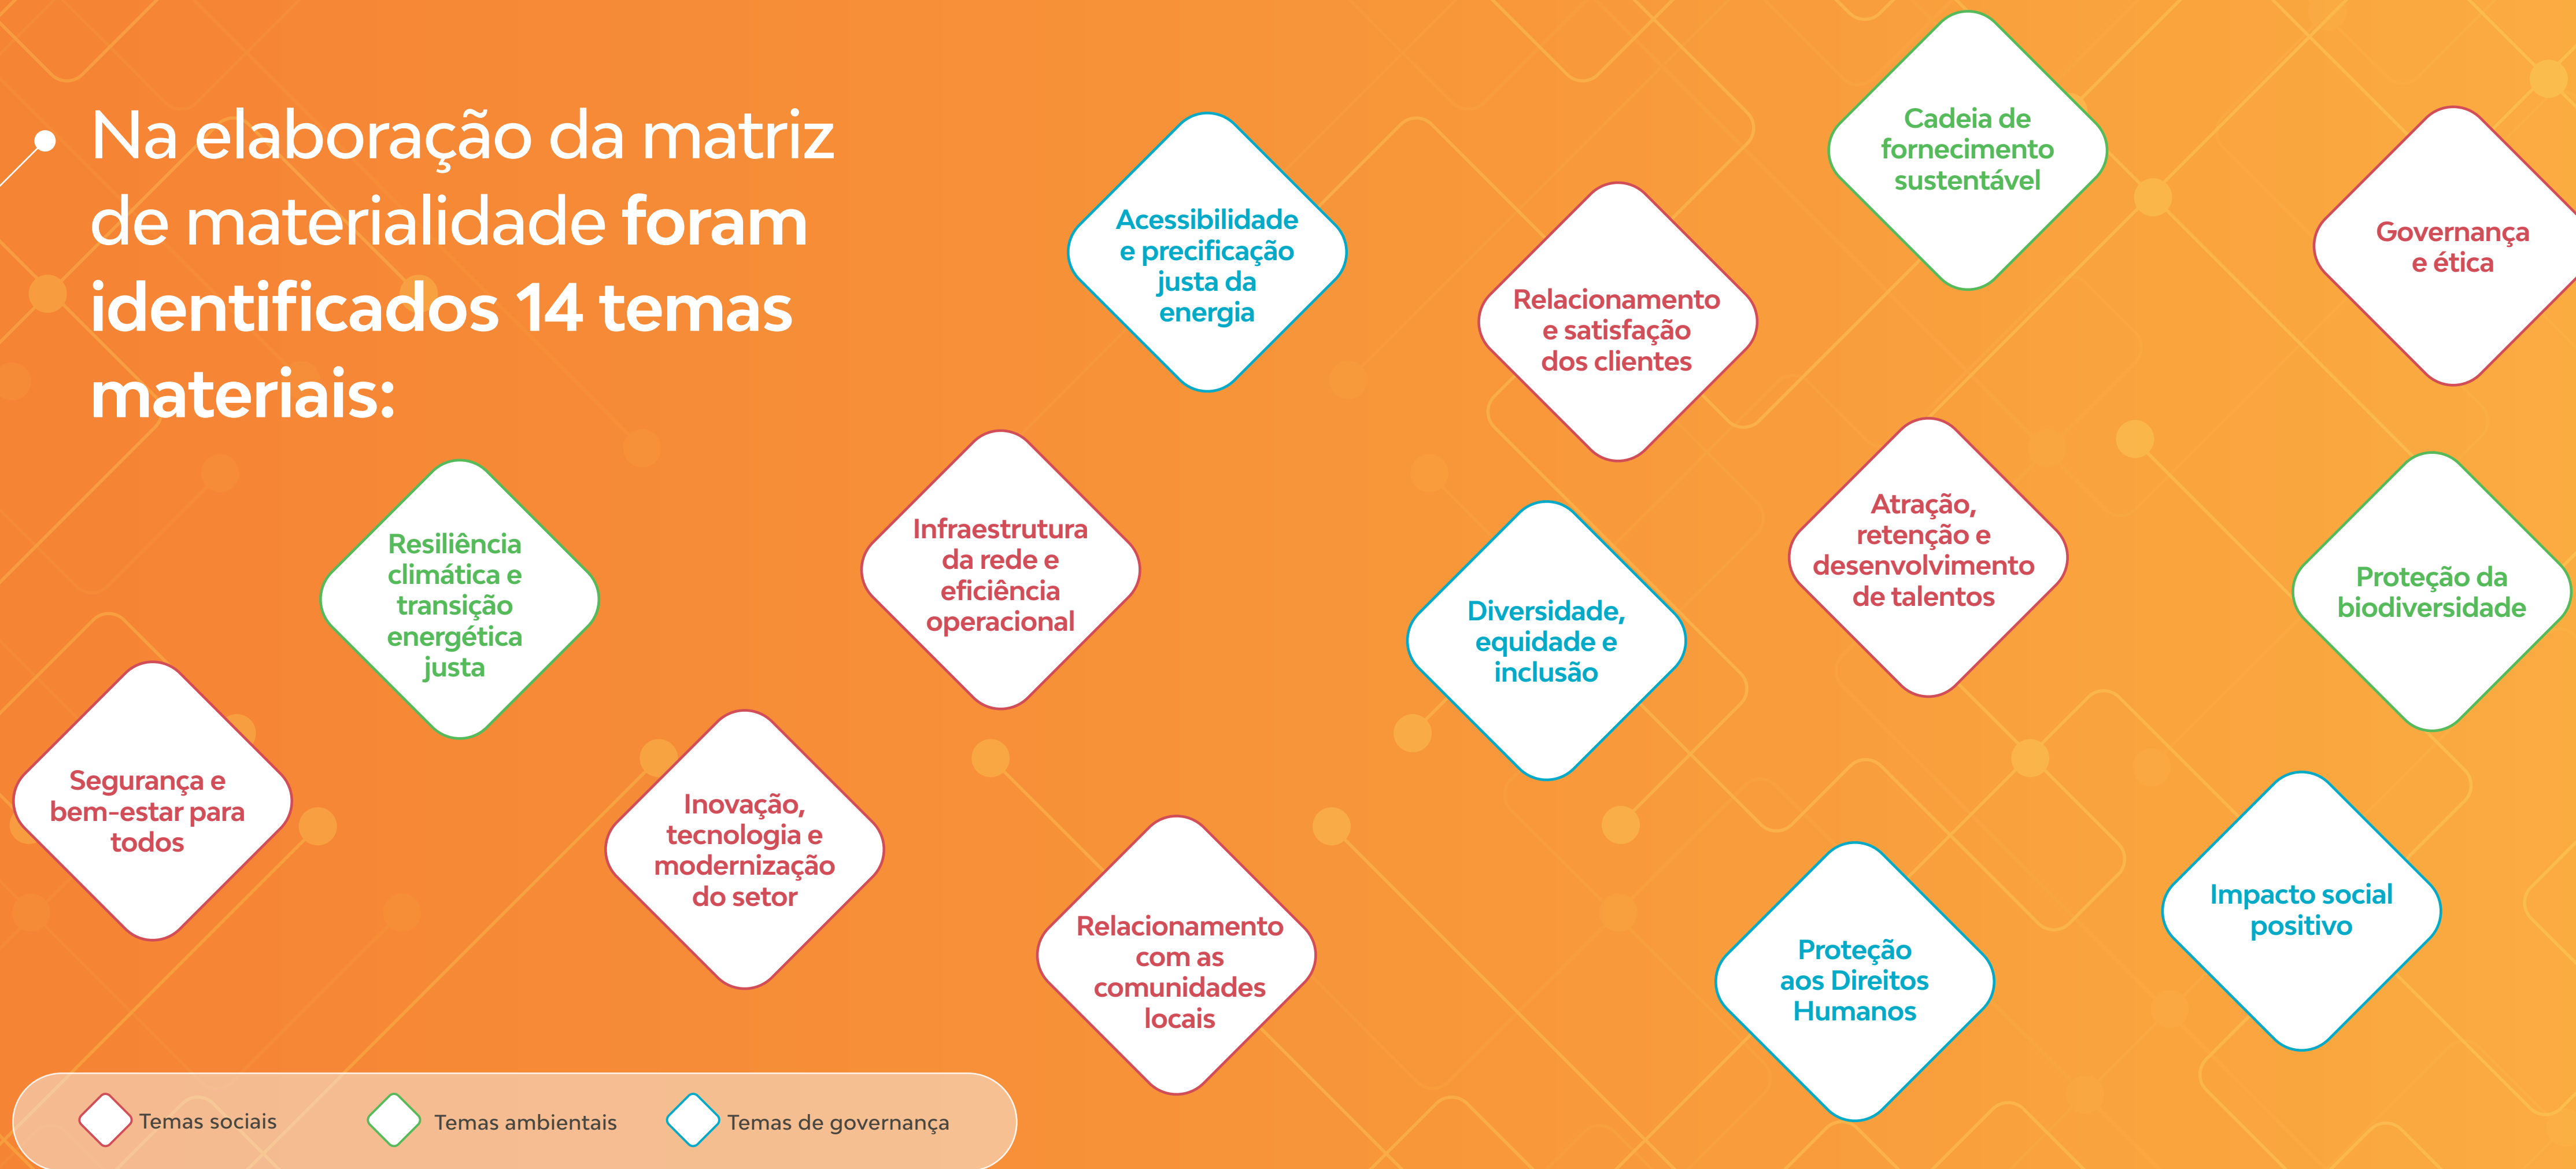 Na elaboração da matriz
de materialidade foram
identificados 14 temas
materiais:
Acessibilidade
e precificação
justa da
energia
Relacionamento
e satisfação
dos clientes
Cadeia de
fornecimento
sustentável
Governança
e ética
Resiliência
climática e
transição
energética
justa
Infraestrutura
da rede e
eficiência
operacional
Diversidade,
equidade e
inclusão
Atração,
retenção e
desenvolvimento
de talentos
Proteção da
biodiversidade
Segurança e
bem-estar para
todos
Inovação,
tecnologia e
modernização
do setor
Relacionamento
com as
comunidades
locais
Proteção
aos Direitos
Humanos
Impacto social
positivo
Temas sociais
Temas ambientais
Temas de governança